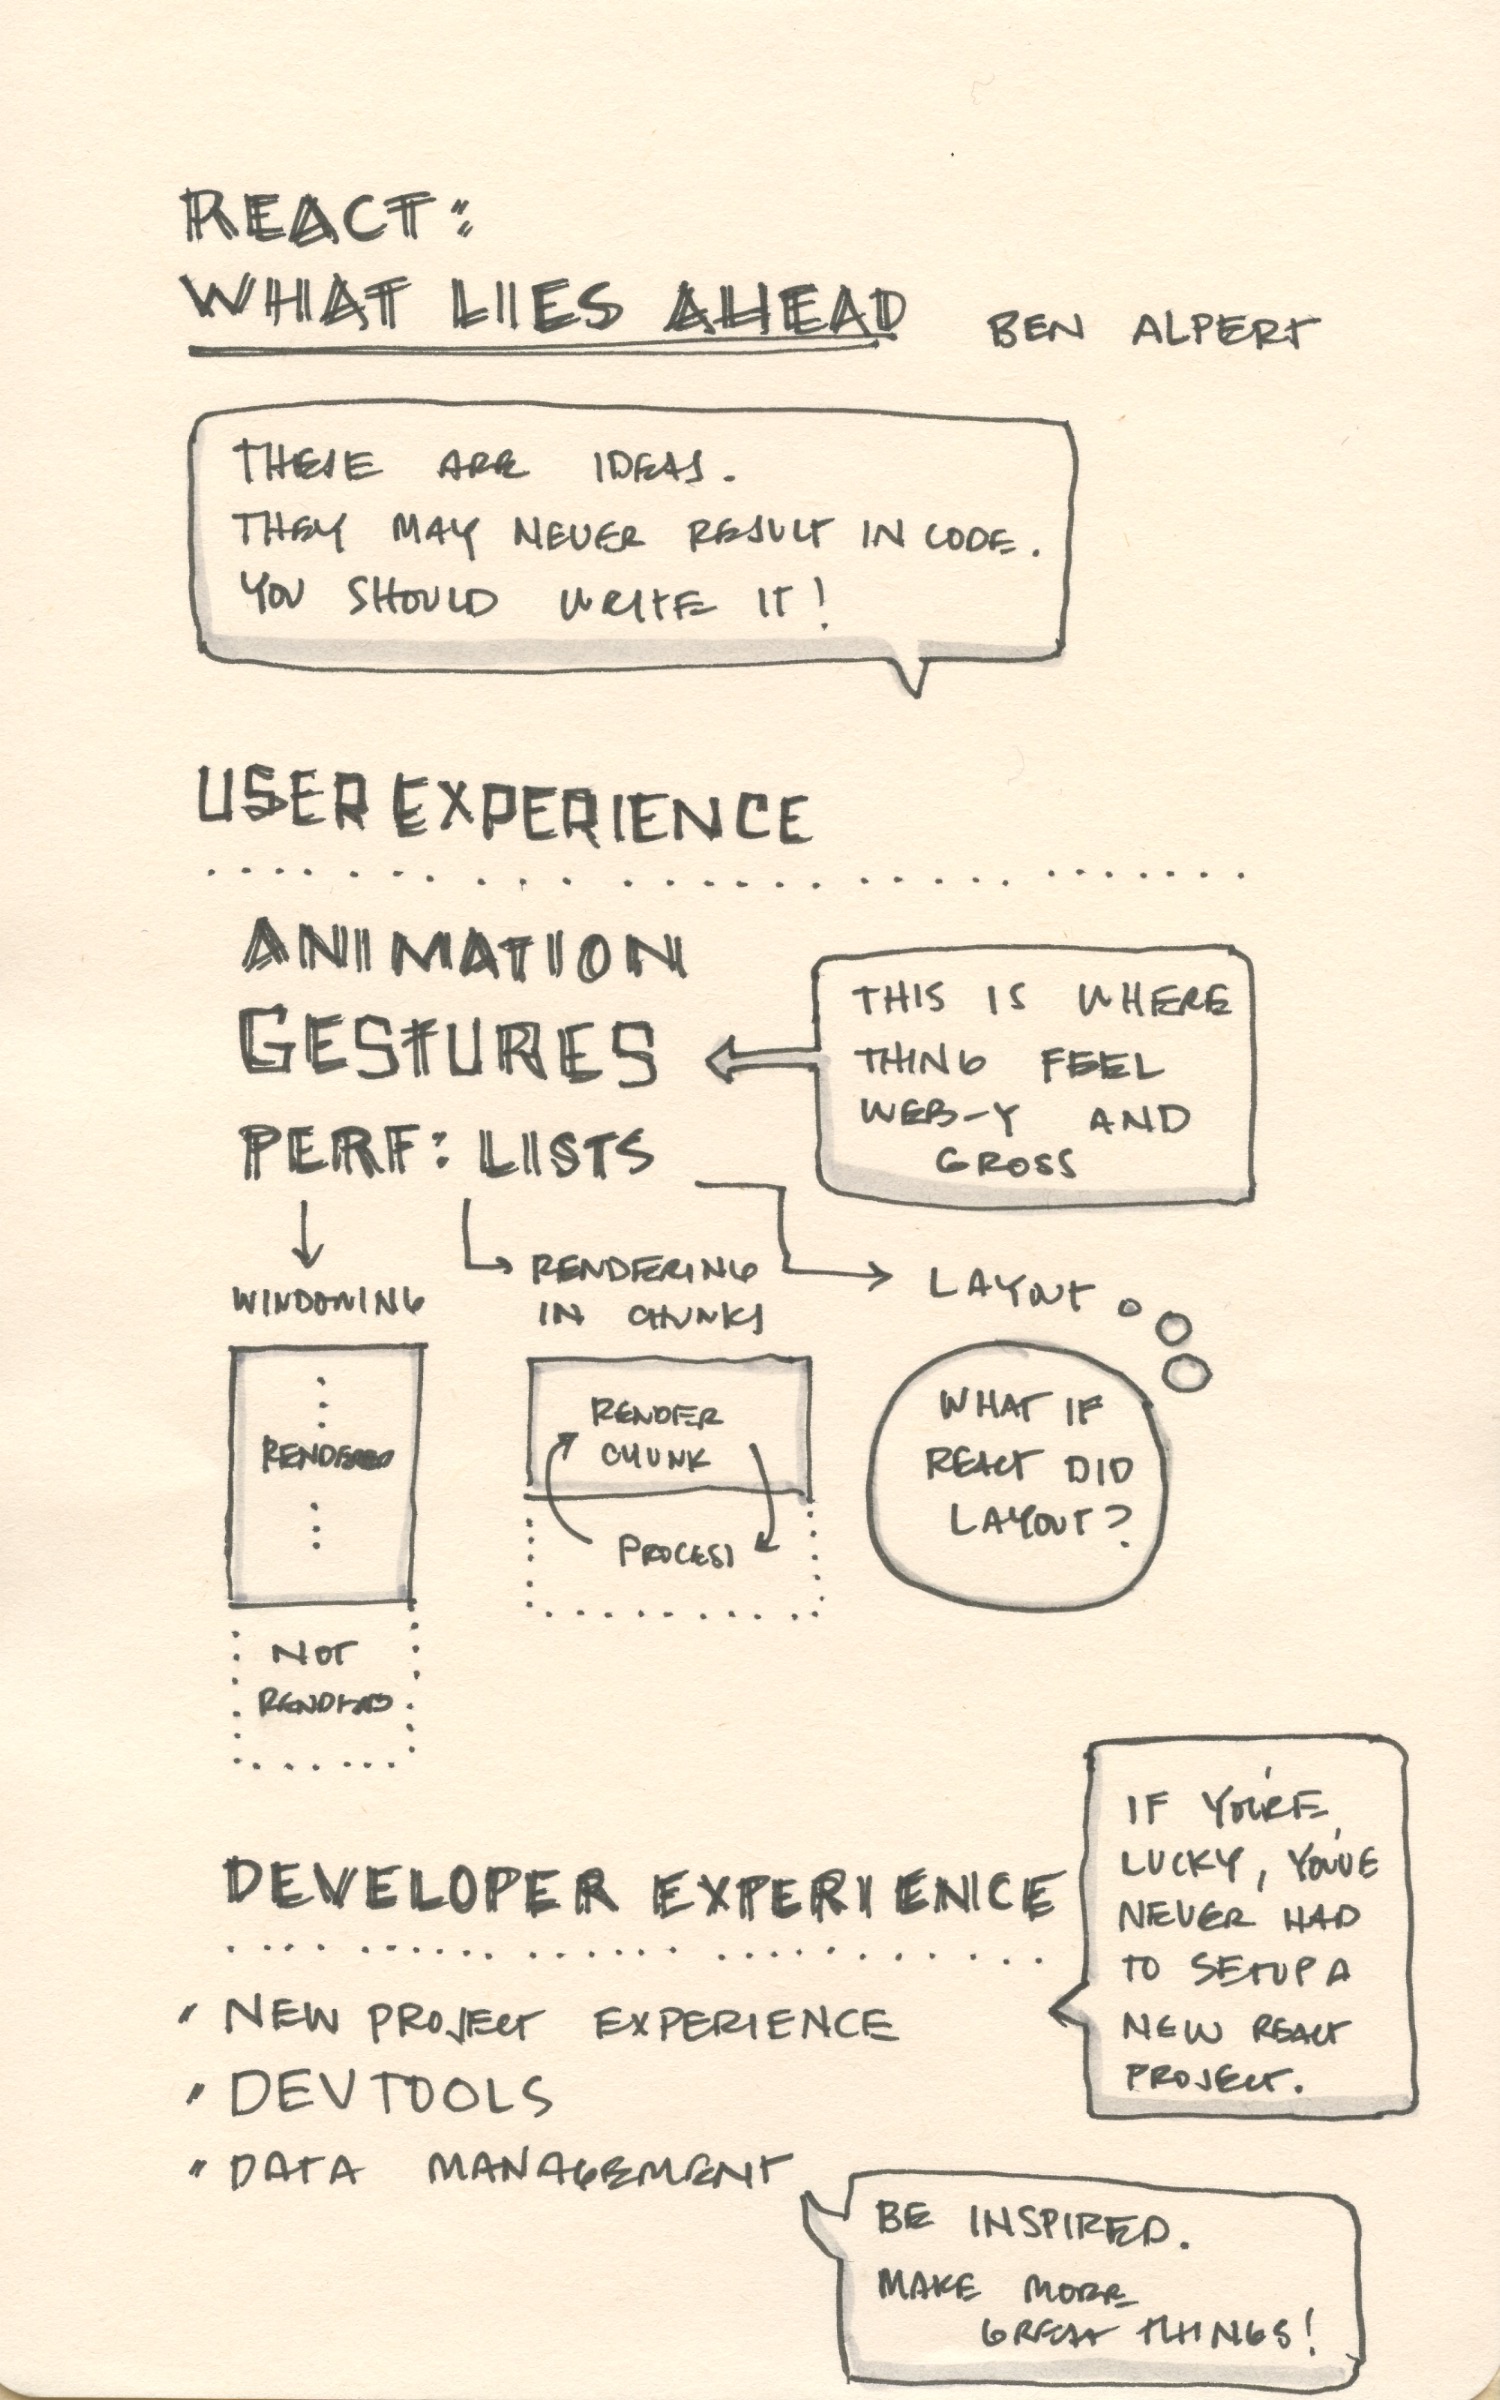 REACT:
WHAT LIES AHEAD
BEN ALPERT
THESE ARE IDEAS.
THEY MAY NEVER RESULT IN CODE.
YOU SHOULD WRITE IT!
USER EXPERIENCE
ANIMATION
GESTURES
THIS IS WHERE
THING FEEL
WEB-Y AND
GROSS
PERF: LISTS
WINDOWING
RENDERING
IN CHUNKS
LAYOUT
RENDERED
NOT
RENDERED
RENDER
CHUNK
PROCESS
WHAT IF
REACT DID
LAYOUT?
DEVELOPER EXPERIENCE
IF YOU'RE
LUCKY, YOU'VE
NEVER HAD
TO SETUP A
NEW REACT
PROJECT.
" NEW PROJECT EXPERIENCE
" DEVTOOLS
" DATA MANAGEMENT
BE INSPIRED.
MAKE MORE
GREAT THINGS!